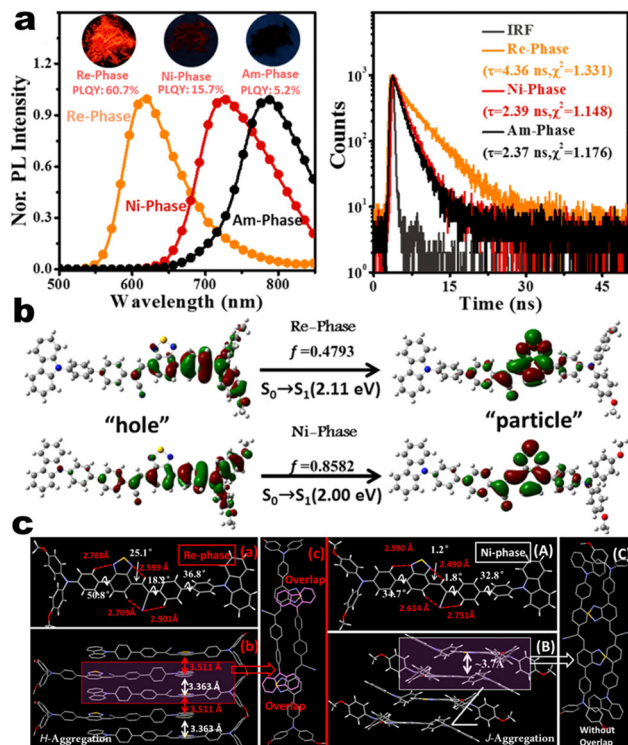 a
Re-Phase
PLQY: 60.7%
Ni-Phase
PLQY: 15.7%
Am-Phase
PLQY: 5.2%
Re-Phase
Ni-Phase
Am-Phase
Nor. PL Intensity
1.2
0.9
0.6
0.3
0.0
500 600 700 800
Wavelength (nm)
IRF
Re-Phase
(τ=4.36 ns,χ²=1.331)
Ni-Phase
(τ=2.39 ns,χ²=1.148)
Am-Phase
(τ=2.37 ns,χ²=1.176)
Counts
10³
10²
10¹
10⁰
0 15 30 45
Time (ns)
b
Re-Phase
f=0.4793
S₀→S₁(2.11 eV)
"hole"
"particle"
Ni-Phase
f=0.8582
S₀→S₁(2.00 eV)
c
(a)
Re-phase
2.788Å
25.1°
2.599 Å
36.8°
50.8°
18.2°
2.709Å
2.901Å
(b)
3.511 Å
3.363 Å
3.511 Å
3.363 Å
H-Aggregation
(c)
Overlap
Overlap
(A)
Ni-phase
2.590 Å
1.2°
2.490 Å
34.7°
1.8°
32.8°
2.614 Å
2.751Å
(B)
~3.7Å
J-Aggregation
(C)
Without
Overlap